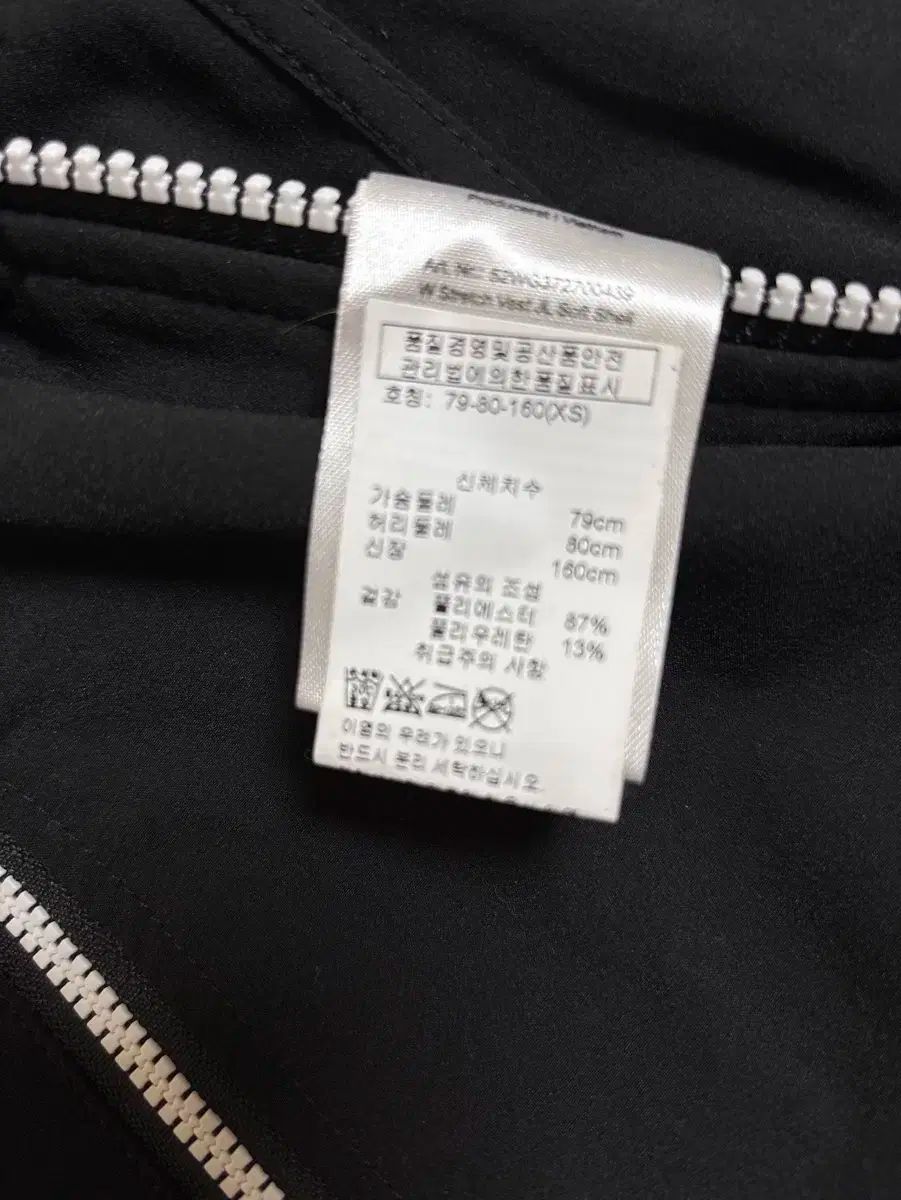 Art. Nr.: 52WG372700439
W Stretch Vest JL Soft Shell
품질경영및공산품안전
관리법에의한품질표시
호칭: 79-80-160(XS)
신체치수
가슴둘레 79cm
허리둘레 80cm
신장 160cm
섬유의 조성
겉감 폴리에스터 87%
폴리우레탄 13%
취급주의 사항
이염의 우려가 있으니
반드시 분리 세탁하십시오